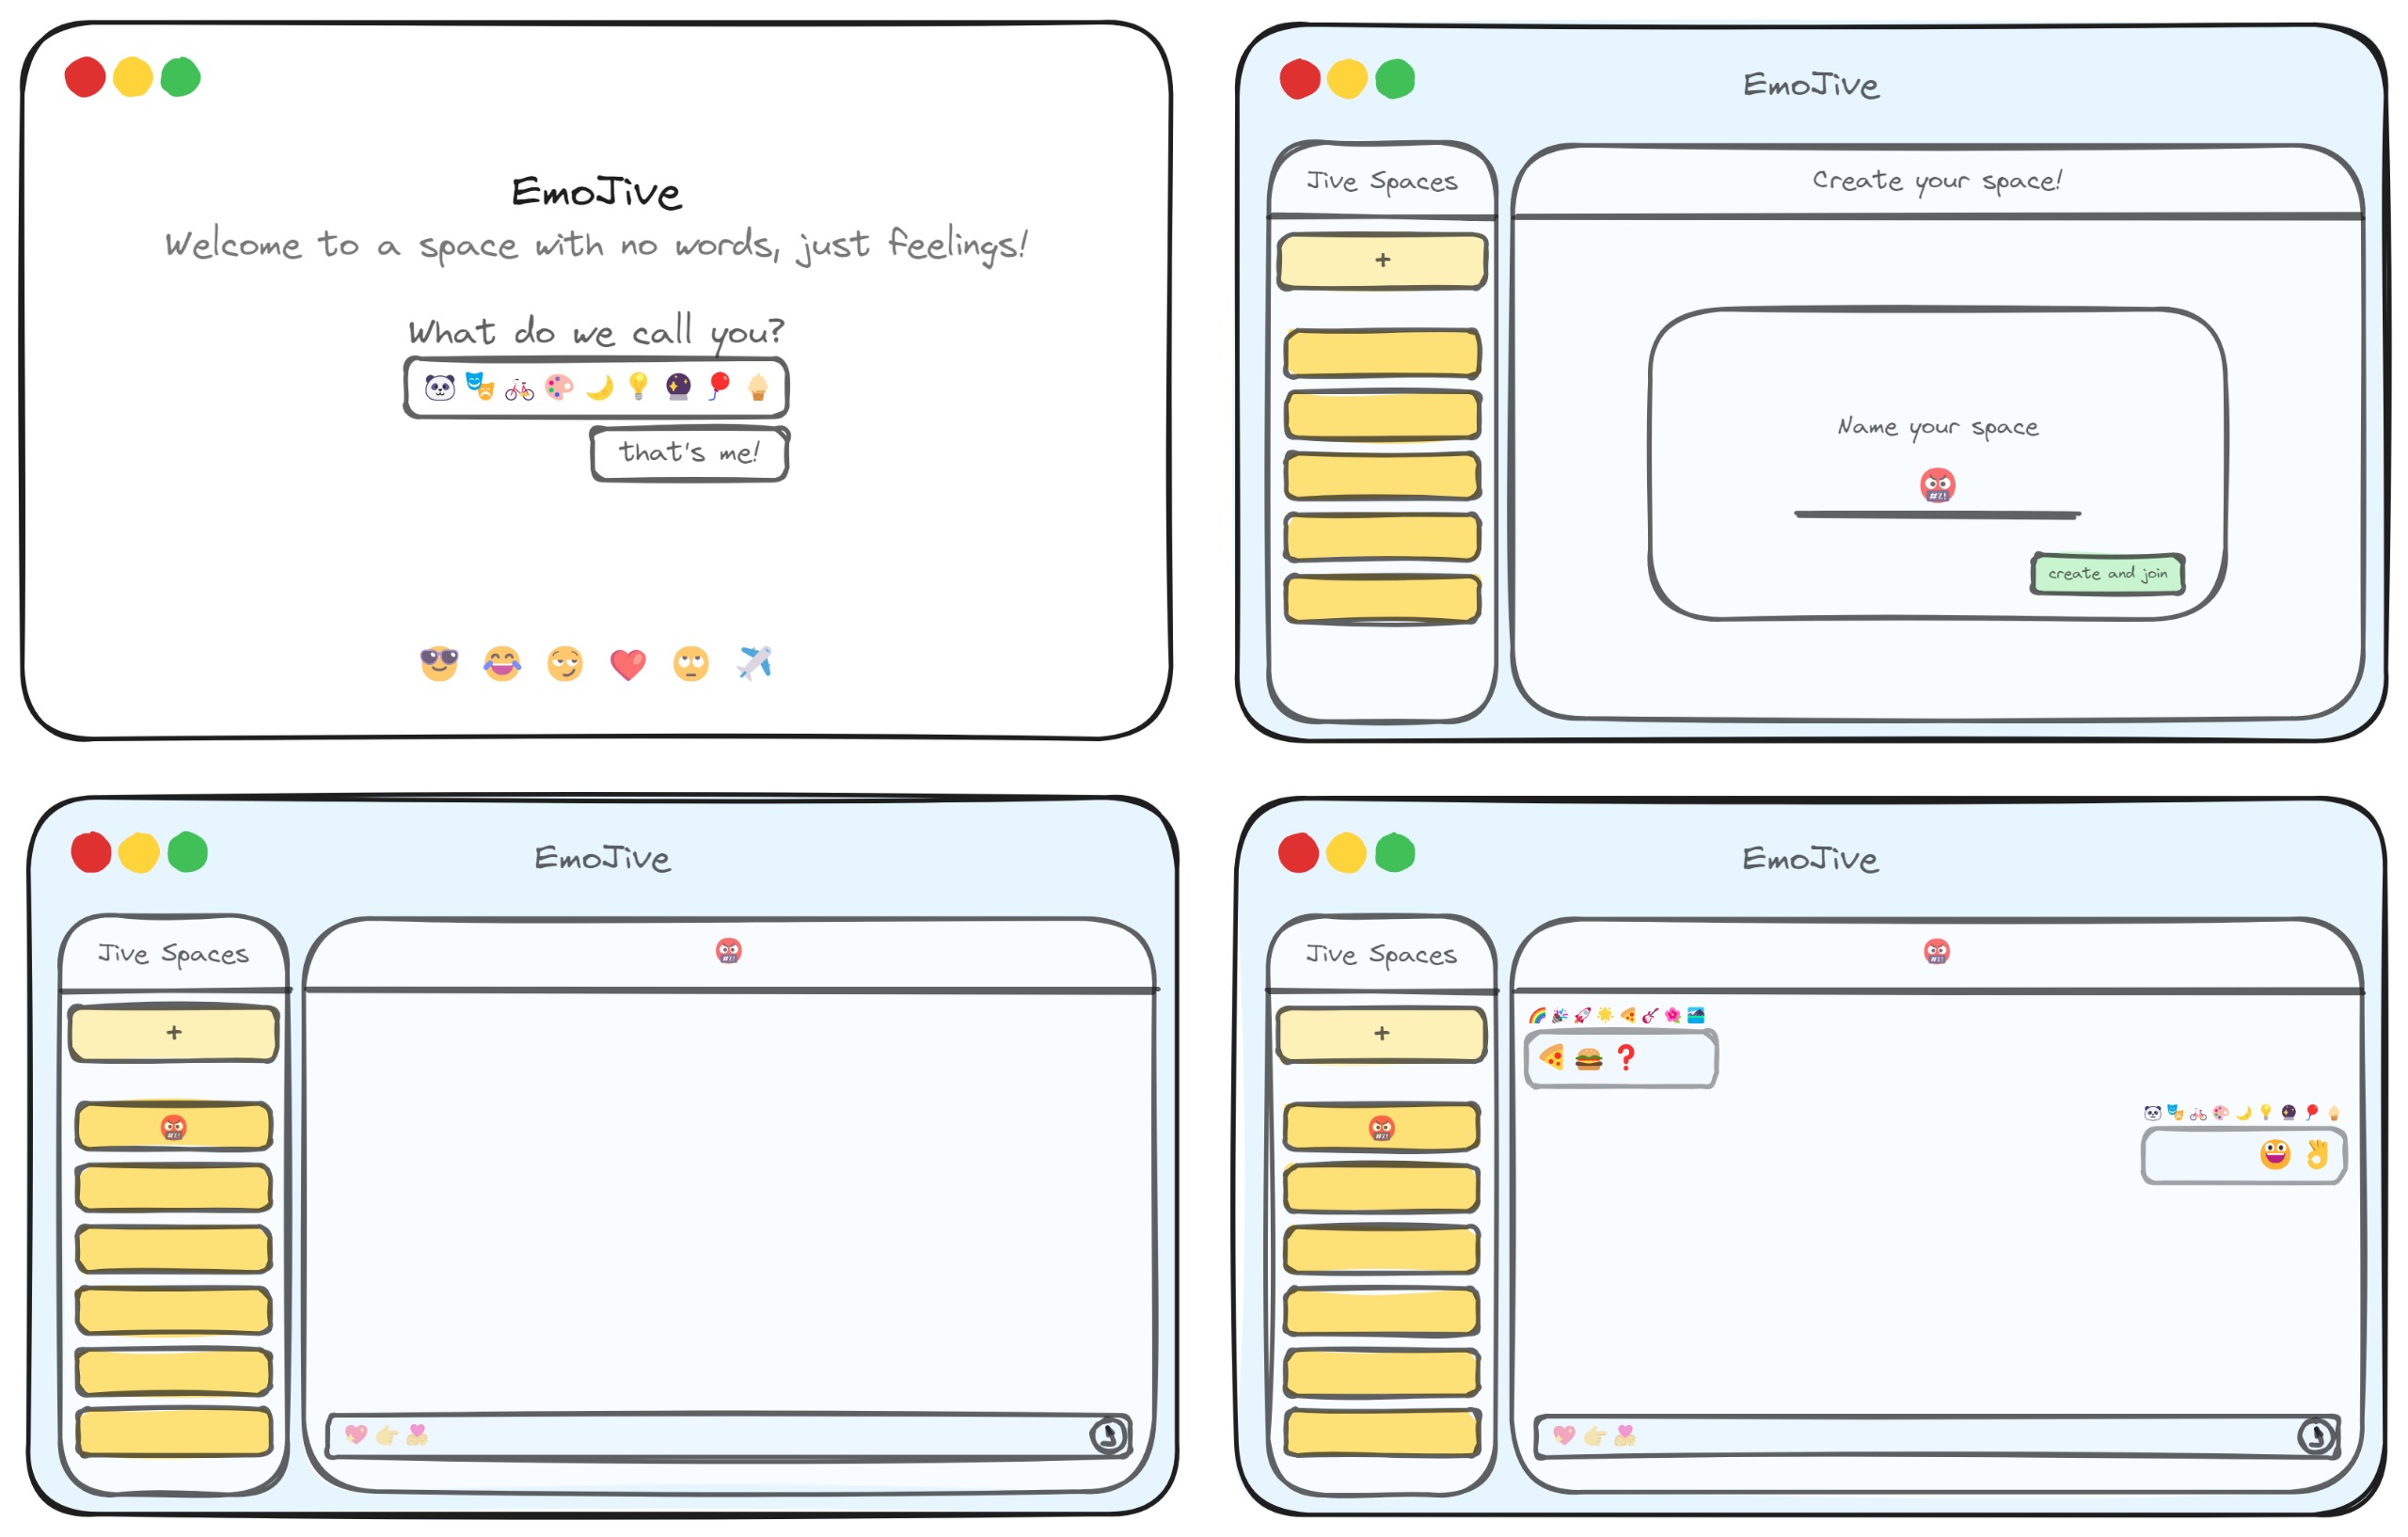 EmoJive
Welcome to a space with no words, just feelings!
What do we call you?
🐼🎭🚲🎨🌙💡🔮🎈🍦
that's me!
😎😂😏❤️🙄✈️
EmoJive
Jive Spaces
Create your space!
+
Name your space
🤬
create and join
EmoJive
Jive Spaces
🤬
+
🤬
💖👉🫶
EmoJive
Jive Spaces
🤬
+
🌈🎉🚀🌟🍕🎸🌺🏞️
🍕🍔❓
🤬
🐼🎭🚲🎨🌙💡🔮🎈🍦
😀👌
💖👉🫶